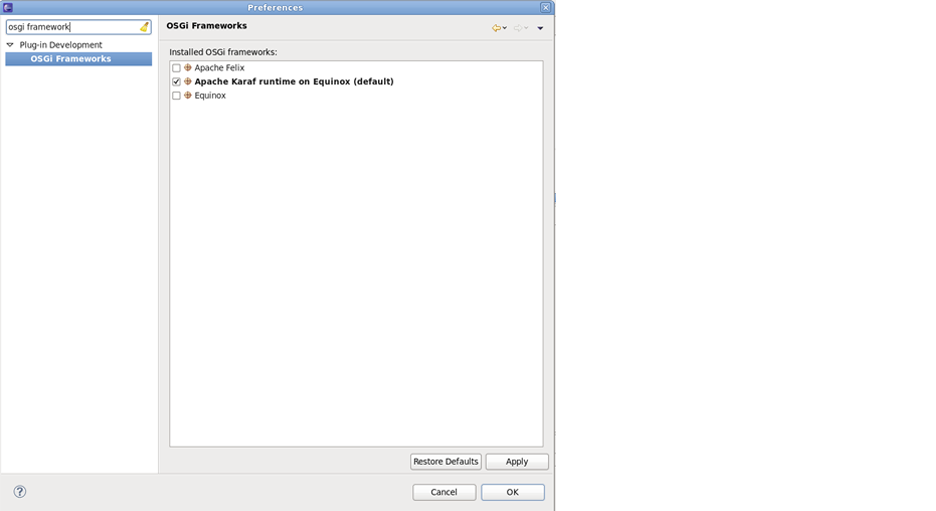 Preferences
osgi framework
Plug-in Development
OSGi Frameworks
OSGi Frameworks
Installed OSGi frameworks:
Apache Felix
Apache Karaf runtime on Equinox (default)
Equinox
Restore Defaults
Apply
?
Cancel
OK